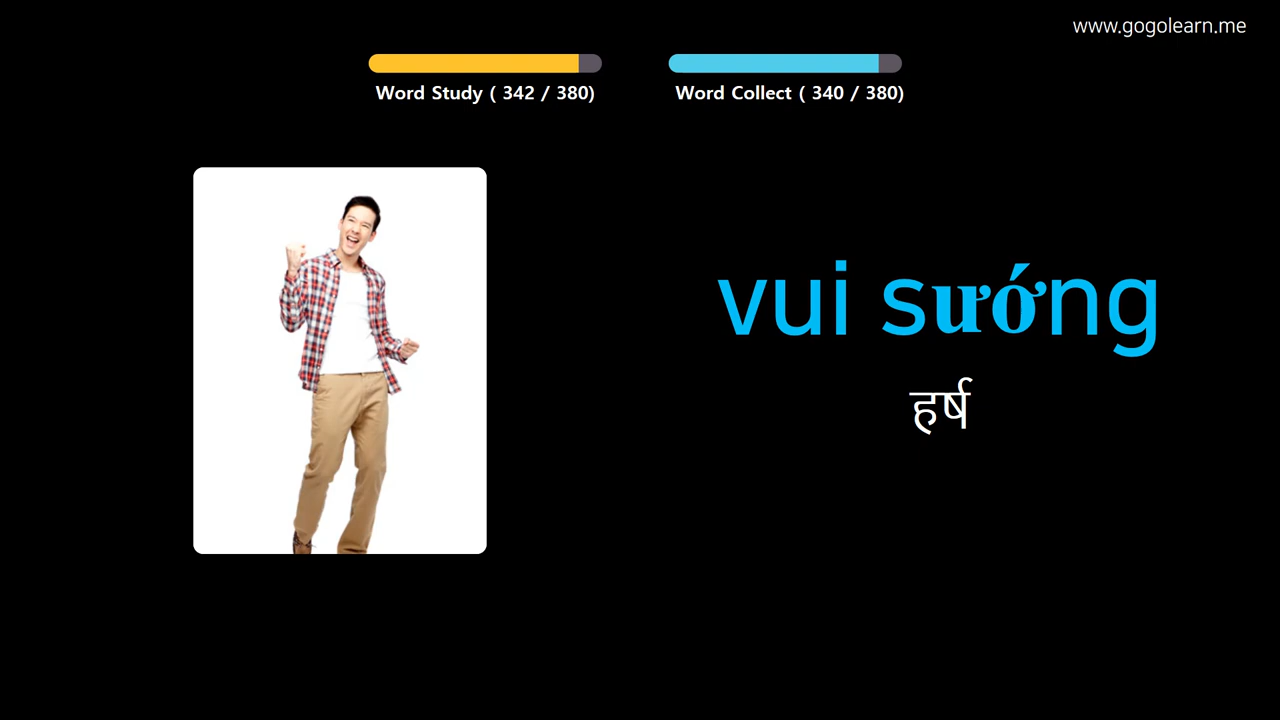 www.gogolearn.me
Word Study ( 342 / 380)
Word Collect ( 340 / 380)
vui sướng
हर्ष